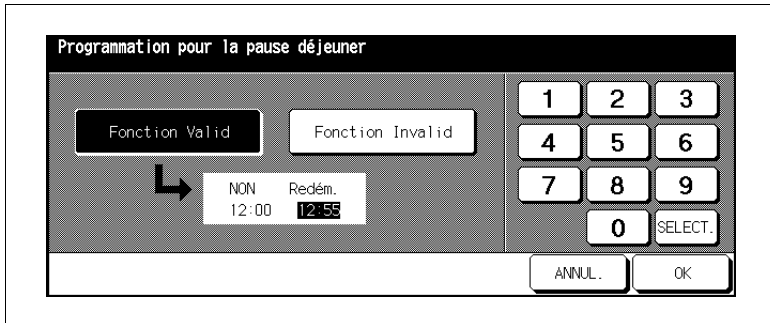 Programmation pour la pause déjeuner
Fonction Valid Fonction Invalid
NON Redém.
12:00 12:55
1 2 3
4 5 6
7 8 9
0 SELECT.
ANNUL. OK